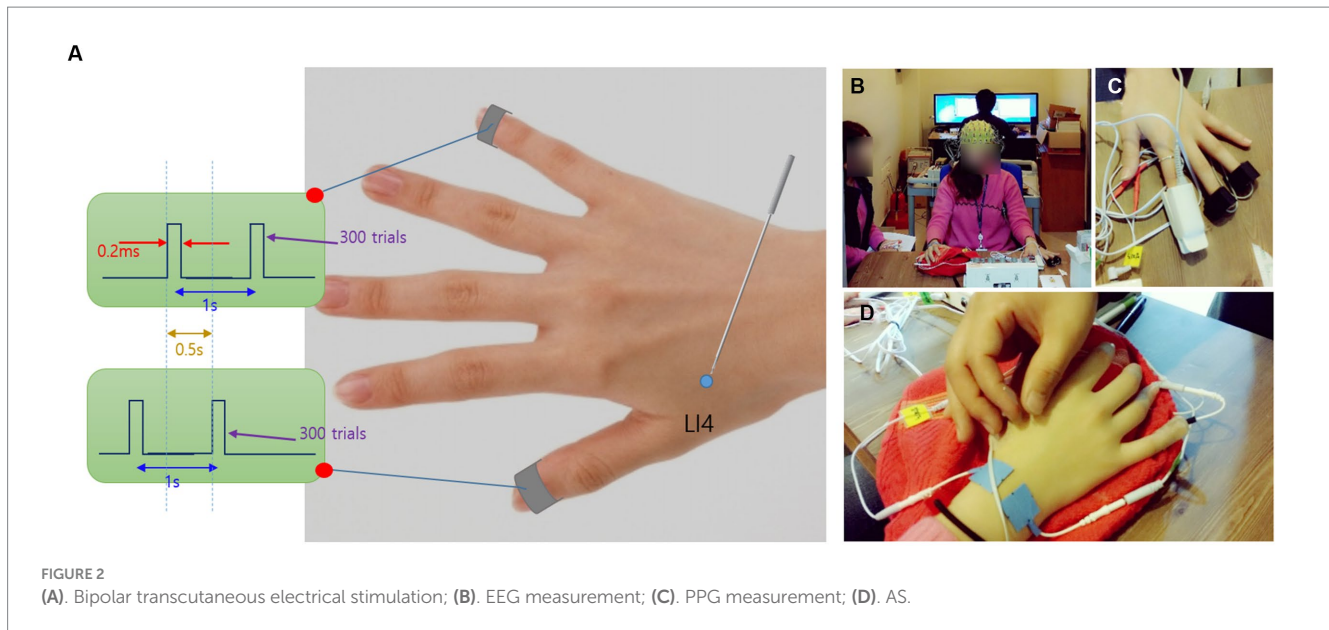 A
B
C
0.2ms
300 trials
1s
0.5s
300 trials
1s
LI4
D
FIGURE 2
(A). Bipolar transcutaneous electrical stimulation; (B). EEG measurement; (C). PPG measurement; (D). AS.